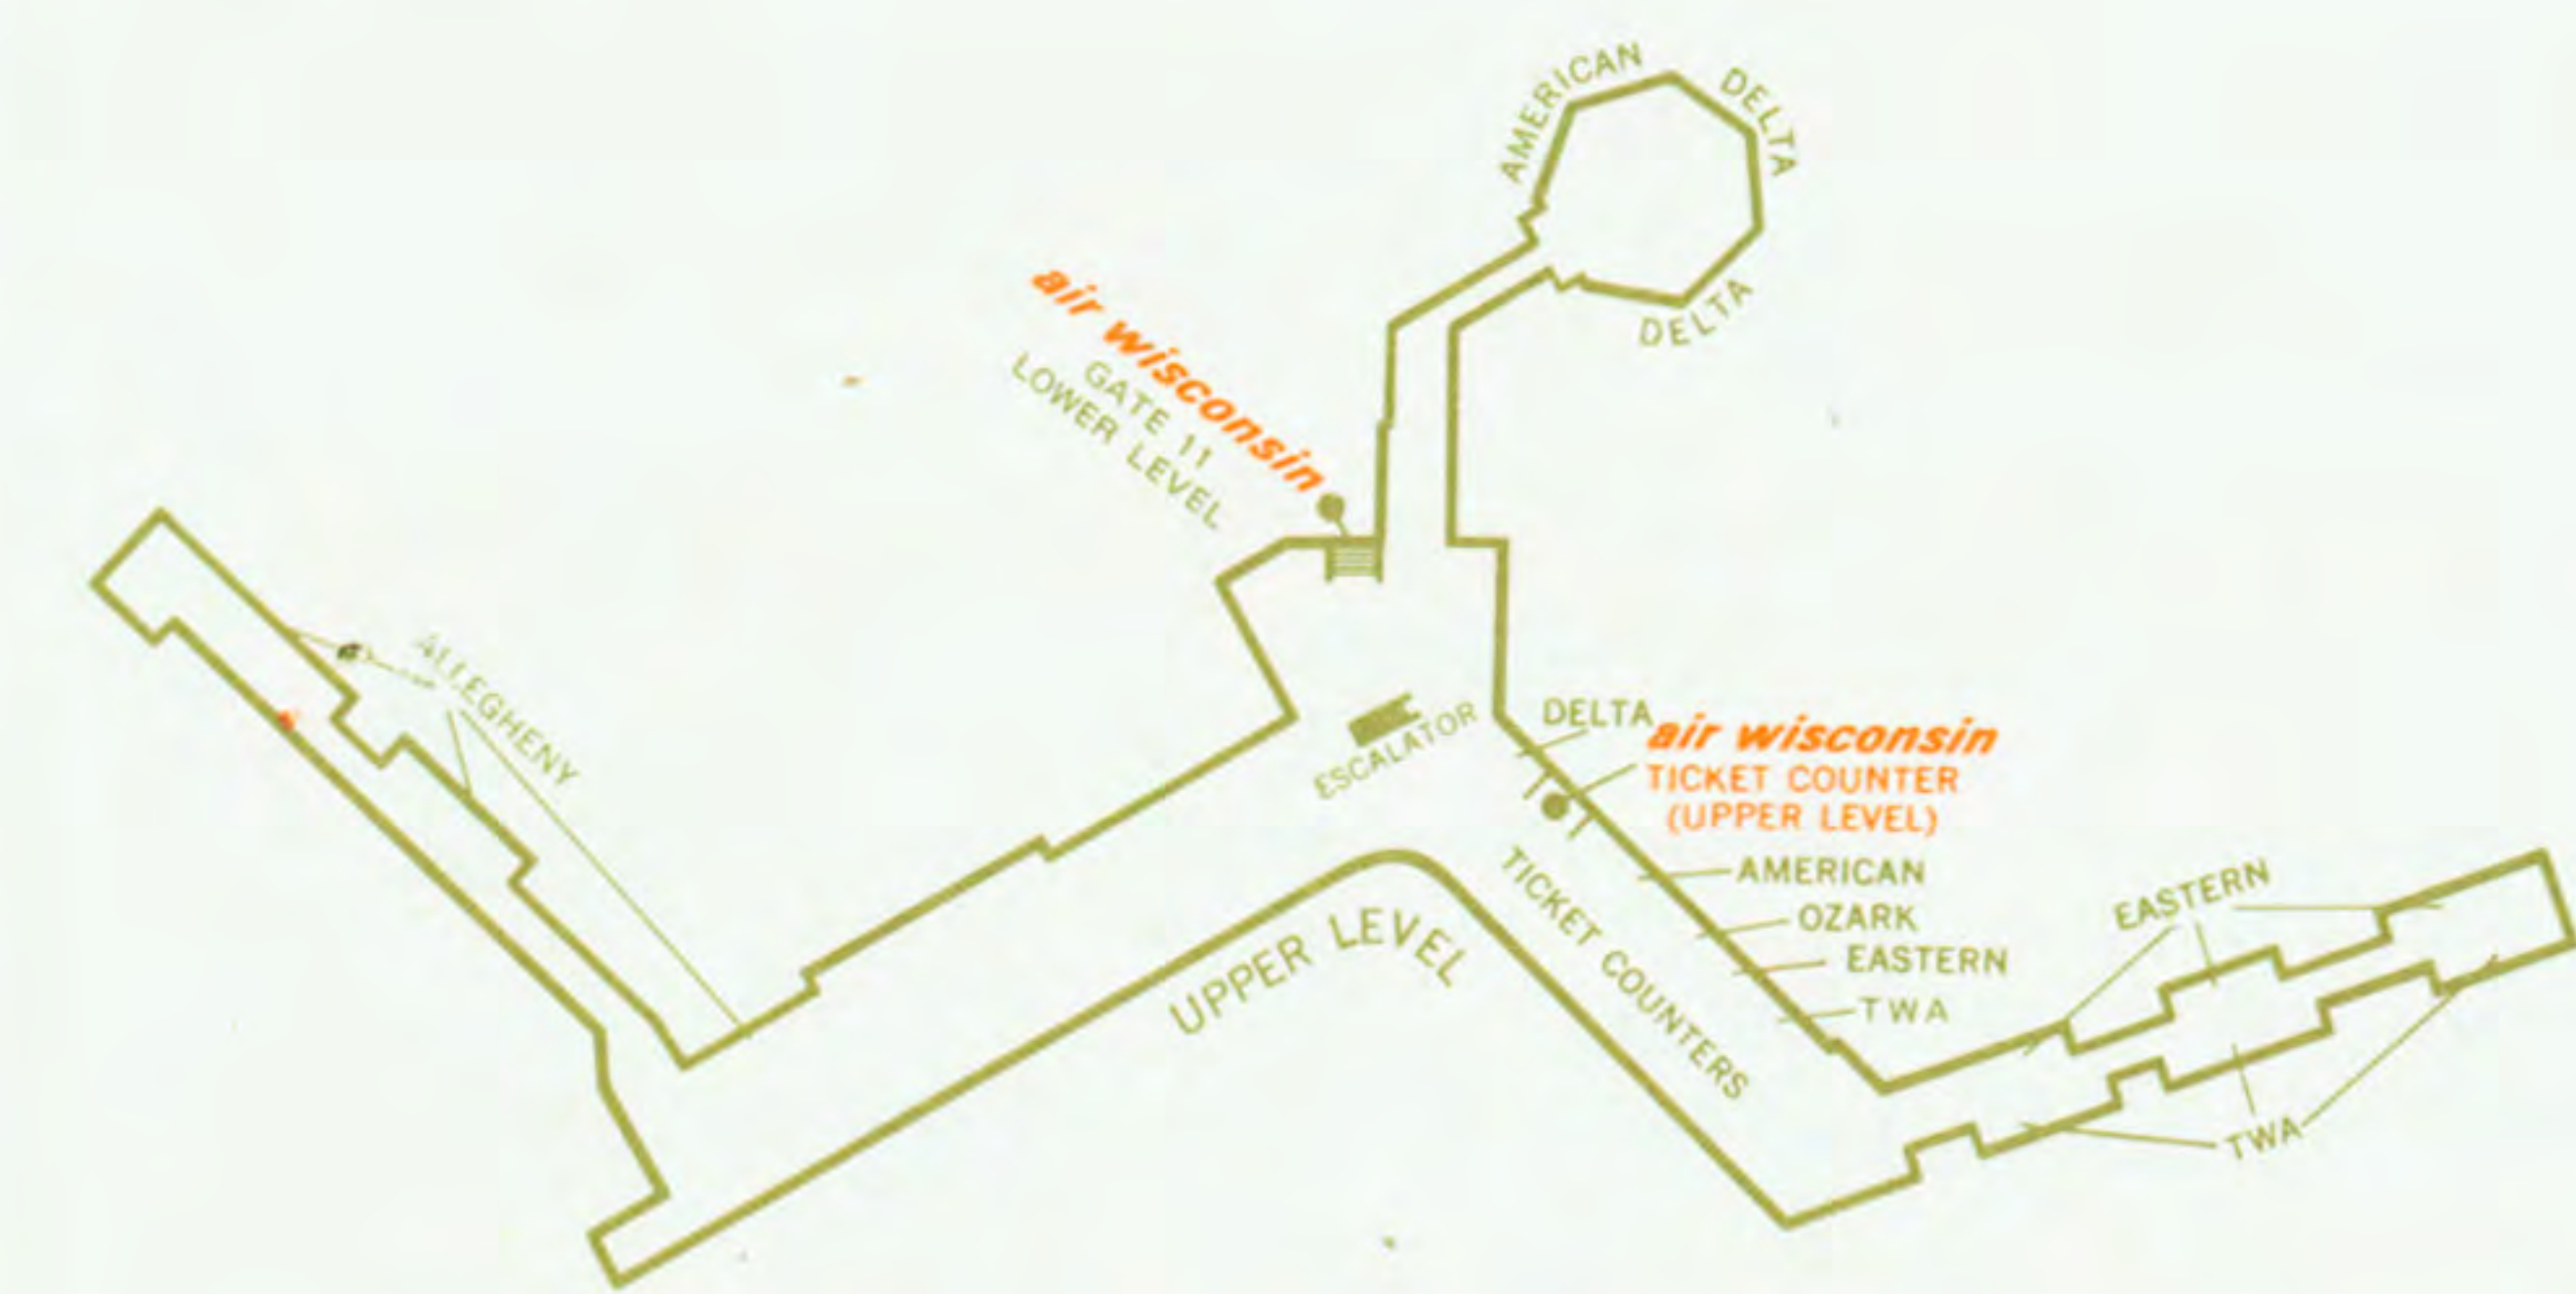 AMERICAN
DELTA
DELTA
air wisconsin
GATE 11
LOWER LEVEL
ALLEGHENY
ESCALATOR
DELTA
air wisconsin
TICKET COUNTER
(UPPER LEVEL)
AMERICAN
OZARK
EASTERN
TWA
TICKET COUNTERS
UPPER LEVEL
EASTERN
TWA